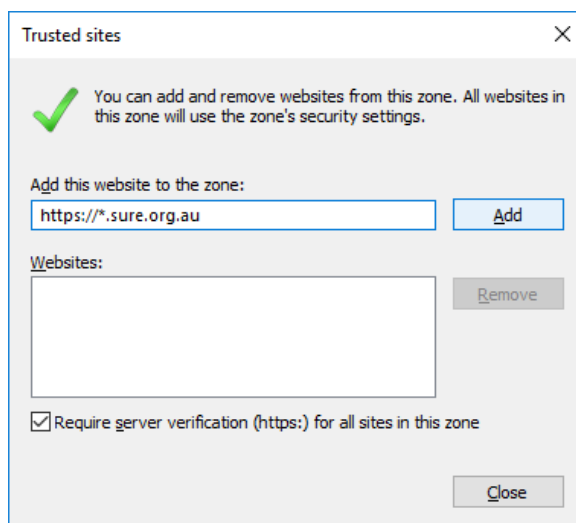 Trusted sites
You can add and remove websites from this zone. All websites in
this zone will use the zone's security settings.
Add this website to the zone:
https://*.sure.org.au
Add
Websites:
Remove
Require server verification (https:) for all sites in this zone
Close